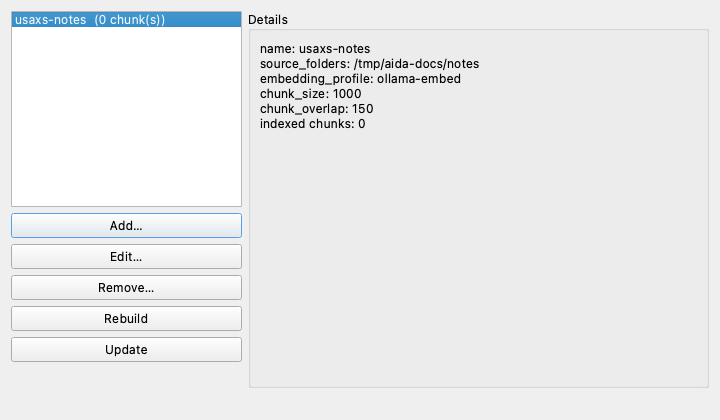 usaxs-notes  (0 chunk(s))
Add...
Edit...
Remove...
Rebuild
Update
Details
name: usaxs-notes
source_folders: /tmp/aida-docs/notes
embedding_profile: ollama-embed
chunk_size: 1000
chunk_overlap: 150
indexed chunks: 0